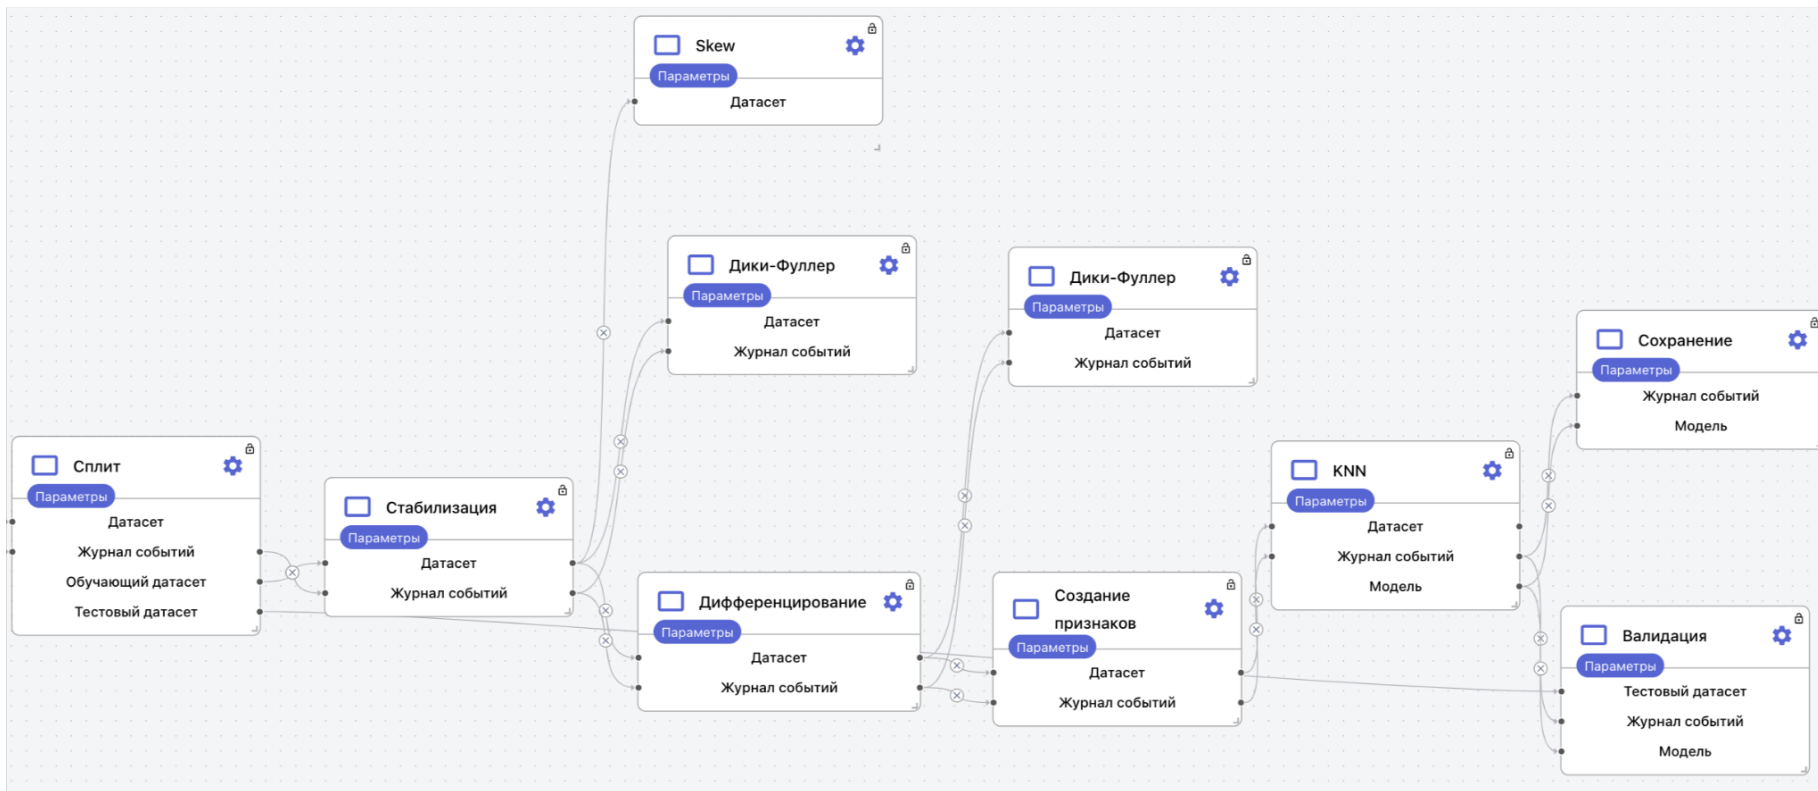 Skew
Параметры
Датасет
Дики-Фуллер
Параметры
Датасет
Журнал событий
Дики-Фуллер
Параметры
Датасет
Журнал событий
Сохранение
Параметры
Журнал событий
Модель
Сплит
Параметры
Датасет
Журнал событий
Обучающий датасет
Тестовый датасет
Стабилизация
Параметры
Датасет
Журнал событий
Дифференцирование
Параметры
Датасет
Журнал событий
Создание
признаков
Параметры
Датасет
Журнал событий
KNN
Параметры
Датасет
Журнал событий
Модель
Валидация
Параметры
Тестовый датасет
Журнал событий
Модель